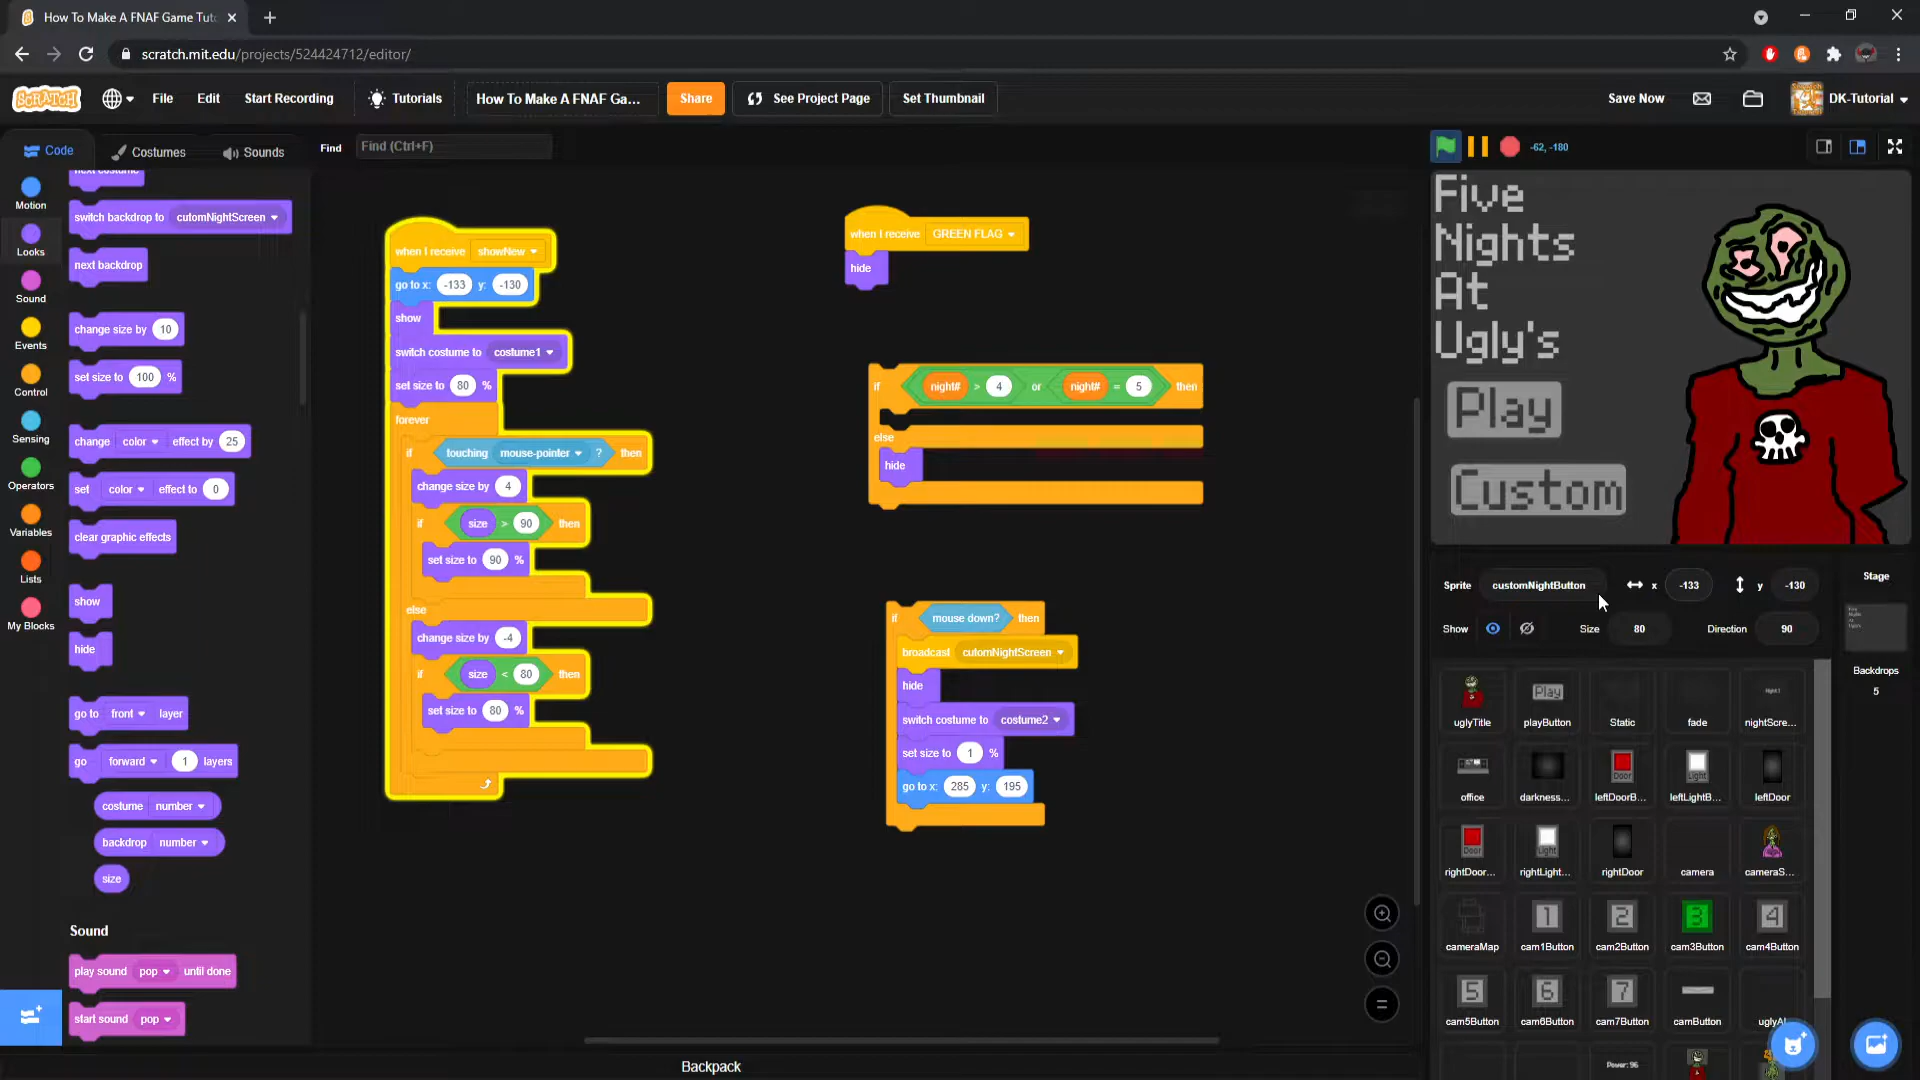 How To Make A FNAF Game Tuto
scratch.mit.edu/projects/524424712/editor/
SCRATCH
File
Edit
Start Recording
Tutorials
How To Make A FNAF Ga...
Share
See Project Page
Set Thumbnail
Save Now
DK-Tutorial
Code
Costumes
Sounds
Find
Find (Ctrl+F)
-62, -180
Motion
Looks
Sound
Events
Control
Sensing
Operators
Variables
Lists
My Blocks
next costume
switch backdrop to cutomNightScreen
next backdrop
change size by 10
set size to 100 %
change color effect by 25
set color effect to 0
clear graphic effects
show
hide
go to front layer
go forward 1 layers
costume number
backdrop number
size
Sound
play sound pop until done
start sound pop
when I receive showNew
go to x: -133 y: -130
show
switch costume to costume1
set size to 80 %
forever
if touching mouse-pointer ? then
change size by 4
if size > 90 then
set size to 90 %
else
change size by -4
if size < 80 then
set size to 80 %
when I receive GREEN FLAG
hide
if night# > 4 or night# = 5 then
else
hide
if mouse down? then
broadcast cutomNightScreen
hide
switch costume to costume2
set size to 1 %
go to x: 285 y: 195
Five
Nights
At
Ugly's
Play
Custom
Sprite customNightButton x -133 y -130
Show Size 80 Direction 90
Stage
Backdrops
5
uglyTitle
playButton
Static
fade
nightScre...
office
darkness...
leftDoorB...
leftLightB...
leftDoor
rightDoor...
rightLight...
rightDoor
camera
cameraS...
cameraMap
cam1Button
cam2Button
cam3Button
cam4Button
cam5Button
cam6Button
cam7Button
camButton
uglyAI
Power: 96
Backpack